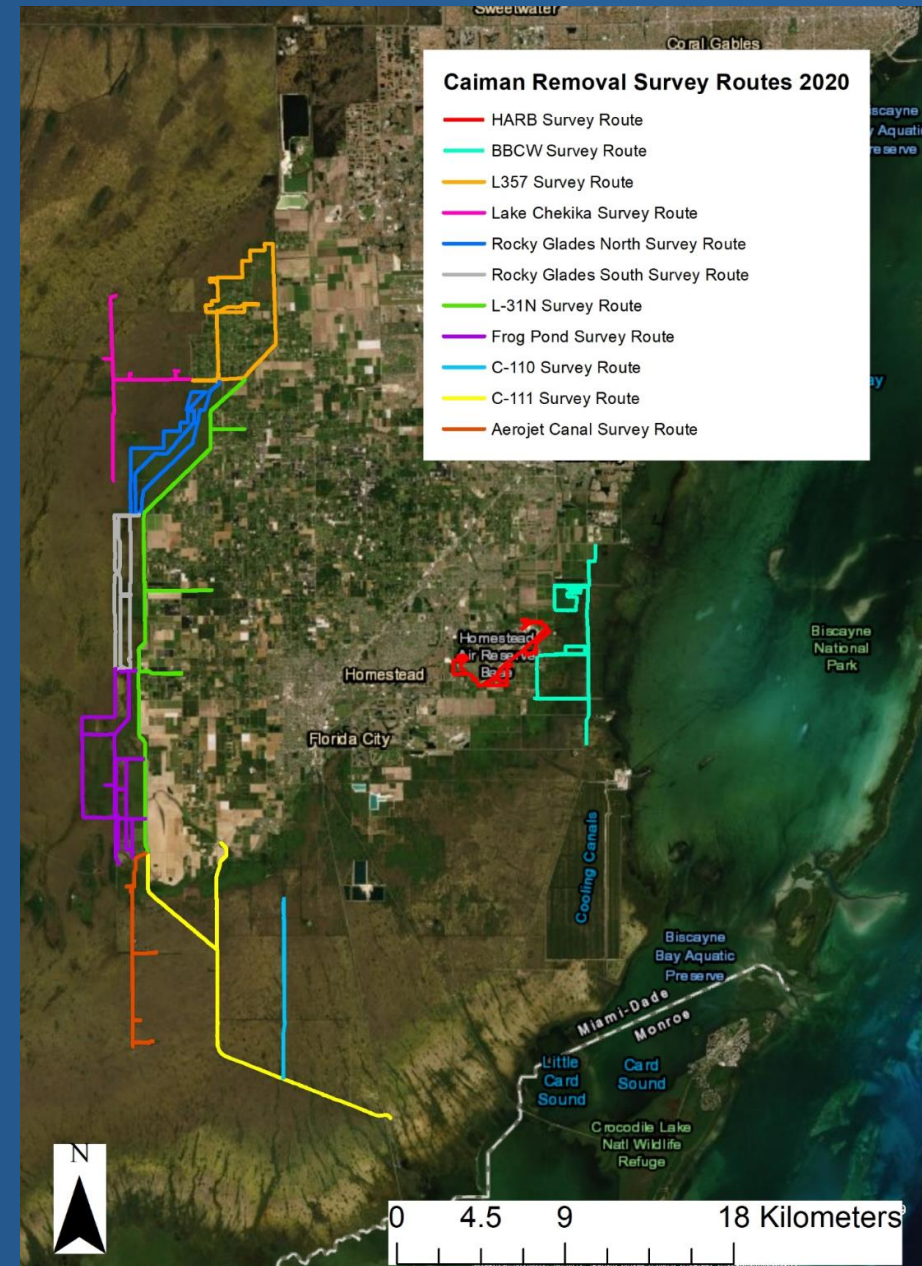 Sweetwater
Coral Gables
Caiman Removal Survey Routes 2020
HARB Survey Route
BBCW Survey Route
L357 Survey Route
Lake Chekika Survey Route
Rocky Glades North Survey Route
Rocky Glades South Survey Route
L-31N Survey Route
Frog Pond Survey Route
C-110 Survey Route
C-111 Survey Route
Aerojet Canal Survey Route
Homestead
Air Reserve
Base
Homestead
Florida City
Biscayne
National
Park
Cooling Canals
Biscayne
Bay Aquatic
Preserve
Miami-Dade
Monroe
Little
Card
Sound
Card
Sound
Crocodile Lake
Natl Wildlife
Refuge
N
0 4.5 9 18 Kilometers